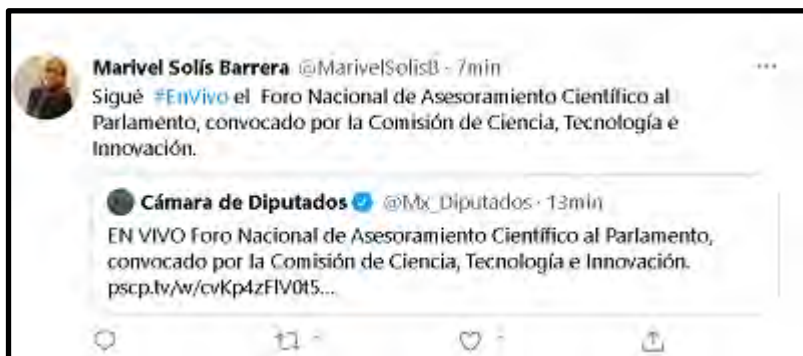 Marivel Solís Barrera @MarivelSolisB · 7min
Sigué #EnVivo el Foro Nacional de Asesoramiento Científico al
Parlamento, convocado por la Comisión de Ciencia, Tecnología e
Innovación.
Cámara de Diputados @Mx_Diputados · 13min
EN VIVO Foro Nacional de Asesoramiento Científico al Parlamento,
convocado por la Comisión de Ciencia, Tecnología e Innovación.
pscp.tv/w/cvKp4zFlV0t5...